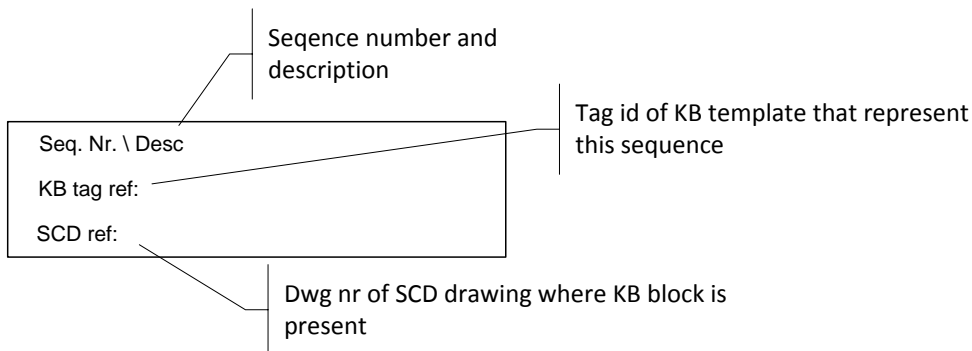 Seqence number and
description
Tag id of KB template that represent
this sequence
Seq. Nr. \ Desc
KB tag ref:
SCD ref:
Dwg nr of SCD drawing where KB block is
present